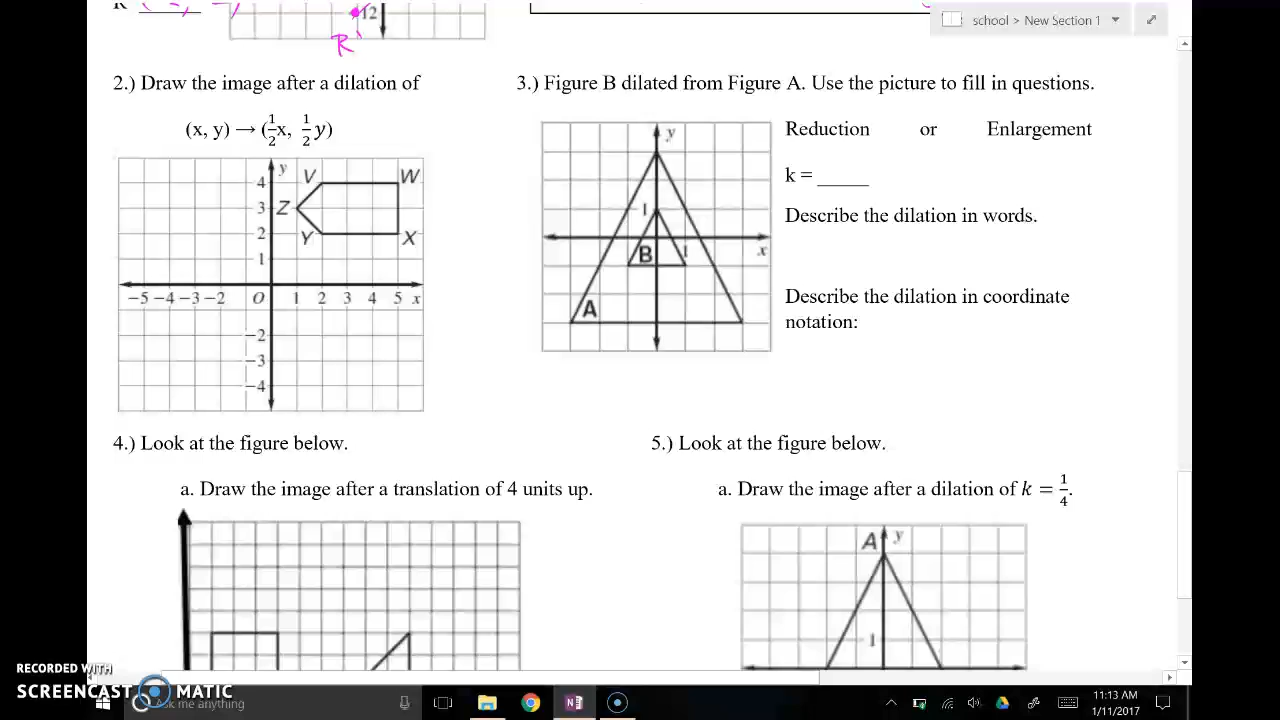 R
12
R'
school > New Section 1
2.) Draw the image after a dilation of
(x, y) → (½x, ½y)
3.) Figure B dilated from Figure A. Use the picture to fill in questions.
y
4 V W
3 Z
2 Y X
1
−5 −4 −3 −2 O 1 2 3 4 5 x
−2
−3
−4
y
1
B 1 x
A
Reduction or Enlargement
k = _____
Describe the dilation in words.
Describe the dilation in coordinate
notation:
4.) Look at the figure below.
a. Draw the image after a translation of 4 units up.
5.) Look at the figure below.
a. Draw the image after a dilation of k = ¼.
A y
1
RECORDED WITH
SCREENCAST MATIC
Ask me anything
11:13 AM
1/11/2017